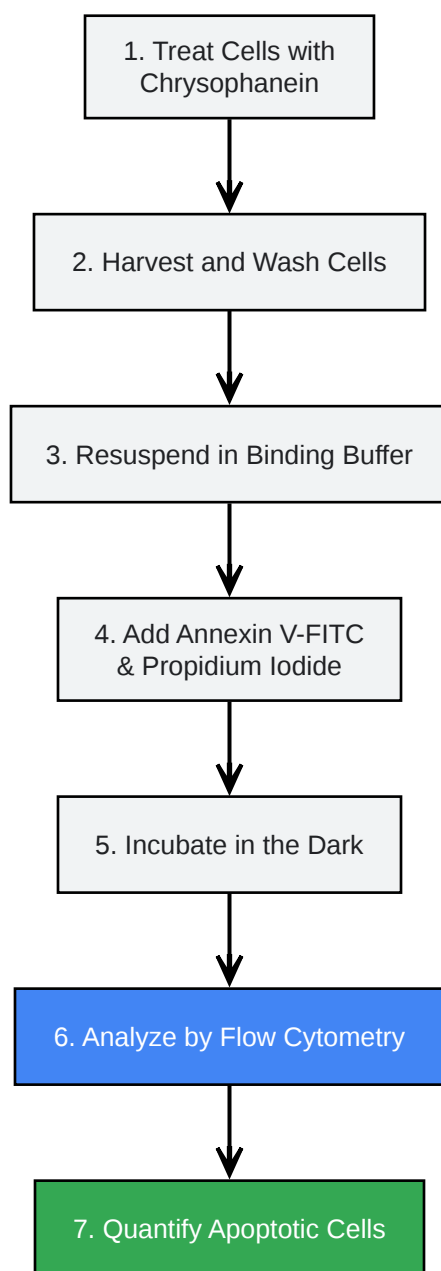 1. Treat Cells with
Chrysophanein
2. Harvest and Wash Cells
3. Resuspend in Binding Buffer
4. Add Annexin V-FITC
& Propidium Iodide
5. Incubate in the Dark
6. Analyze by Flow Cytometry
7. Quantify Apoptotic Cells